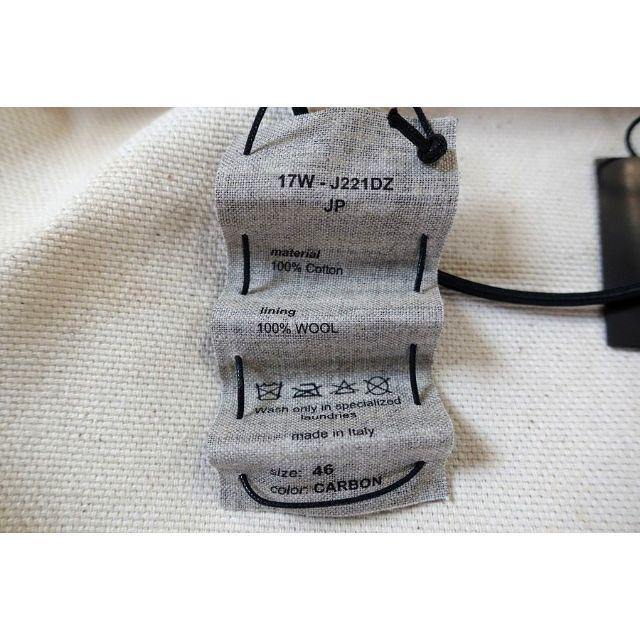 17W - J221DZ
JP
material
100% Cotton
lining
100% WOOL
Wash only in specialized
laundries
made in Italy
size: 46
color: CARBON